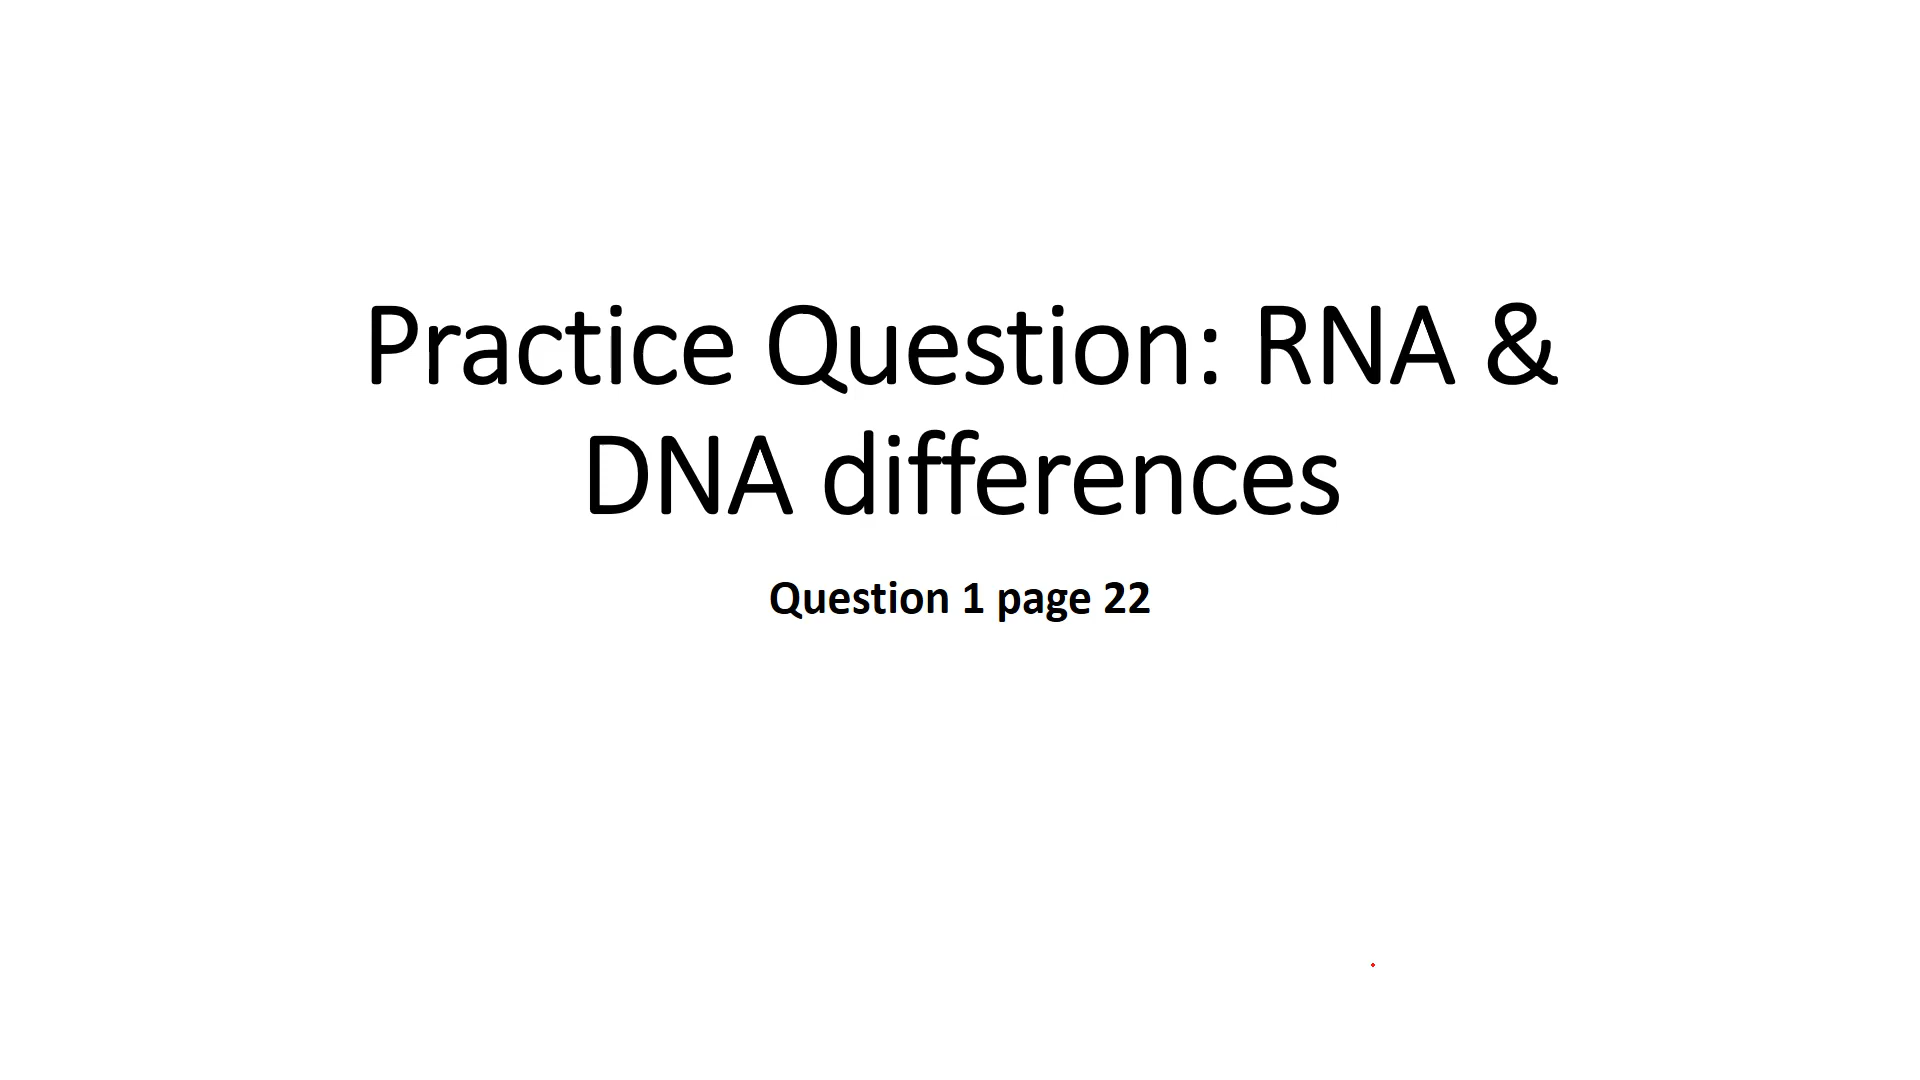 Practice Question: RNA &
DNA differences
Question 1 page 22